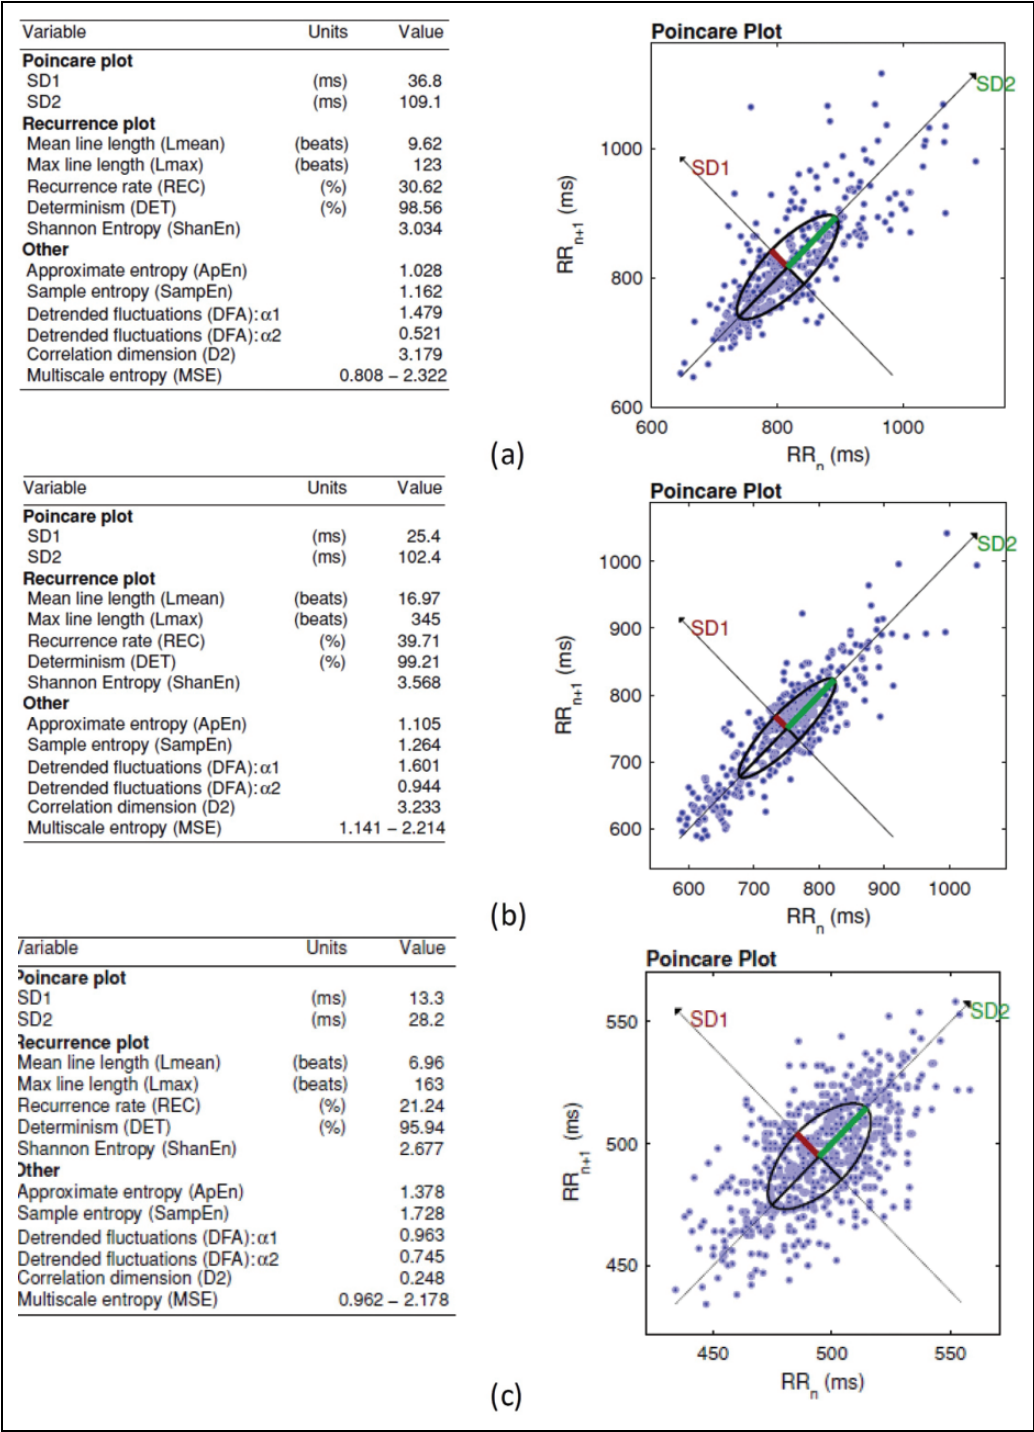 Variable Units Value
Poincare plot
SD1 (ms) 36.8
SD2 (ms) 109.1
Recurrence plot
Mean line length (Lmean) (beats) 9.62
Max line length (Lmax) (beats) 123
Recurrence rate (REC) (%) 30.62
Determinism (DET) (%) 98.56
Shannon Entropy (ShanEn) 3.034
Other
Approximate entropy (ApEn) 1.028
Sample entropy (SampEn) 1.162
Detrended fluctuations (DFA): α1 1.479
Detrended fluctuations (DFA): α2 0.521
Correlation dimension (D2) 3.179
Multiscale entropy (MSE) 0.808 – 2.322
Poincare Plot
SD2
SD1
1000
800
600
RRn+1 (ms)
600 800 1000
RRn (ms)
(a)
Variable Units Value
Poincare plot
SD1 (ms) 25.4
SD2 (ms) 102.4
Recurrence plot
Mean line length (Lmean) (beats) 16.97
Max line length (Lmax) (beats) 345
Recurrence rate (REC) (%) 39.71
Determinism (DET) (%) 99.21
Shannon Entropy (ShanEn) 3.568
Other
Approximate entropy (ApEn) 1.105
Sample entropy (SampEn) 1.264
Detrended fluctuations (DFA): α1 1.601
Detrended fluctuations (DFA): α2 0.944
Correlation dimension (D2) 3.233
Multiscale entropy (MSE) 1.141 – 2.214
Poincare Plot
SD2
SD1
1000
900
800
700
600
RRn+1 (ms)
600 700 800 900 1000
RRn (ms)
(b)
Variable Units Value
Poincare plot
SD1 (ms) 13.3
SD2 (ms) 28.2
Recurrence plot
Mean line length (Lmean) (beats) 6.96
Max line length (Lmax) (beats) 163
Recurrence rate (REC) (%) 21.24
Determinism (DET) (%) 95.94
Shannon Entropy (ShanEn) 2.677
Other
Approximate entropy (ApEn) 1.378
Sample entropy (SampEn) 1.728
Detrended fluctuations (DFA): α1 0.963
Detrended fluctuations (DFA): α2 0.745
Correlation dimension (D2) 0.248
Multiscale entropy (MSE) 0.962 – 2.178
Poincare Plot
SD2
SD1
550
500
450
RRn+1 (ms)
450 500 550
RRn (ms)
(c)